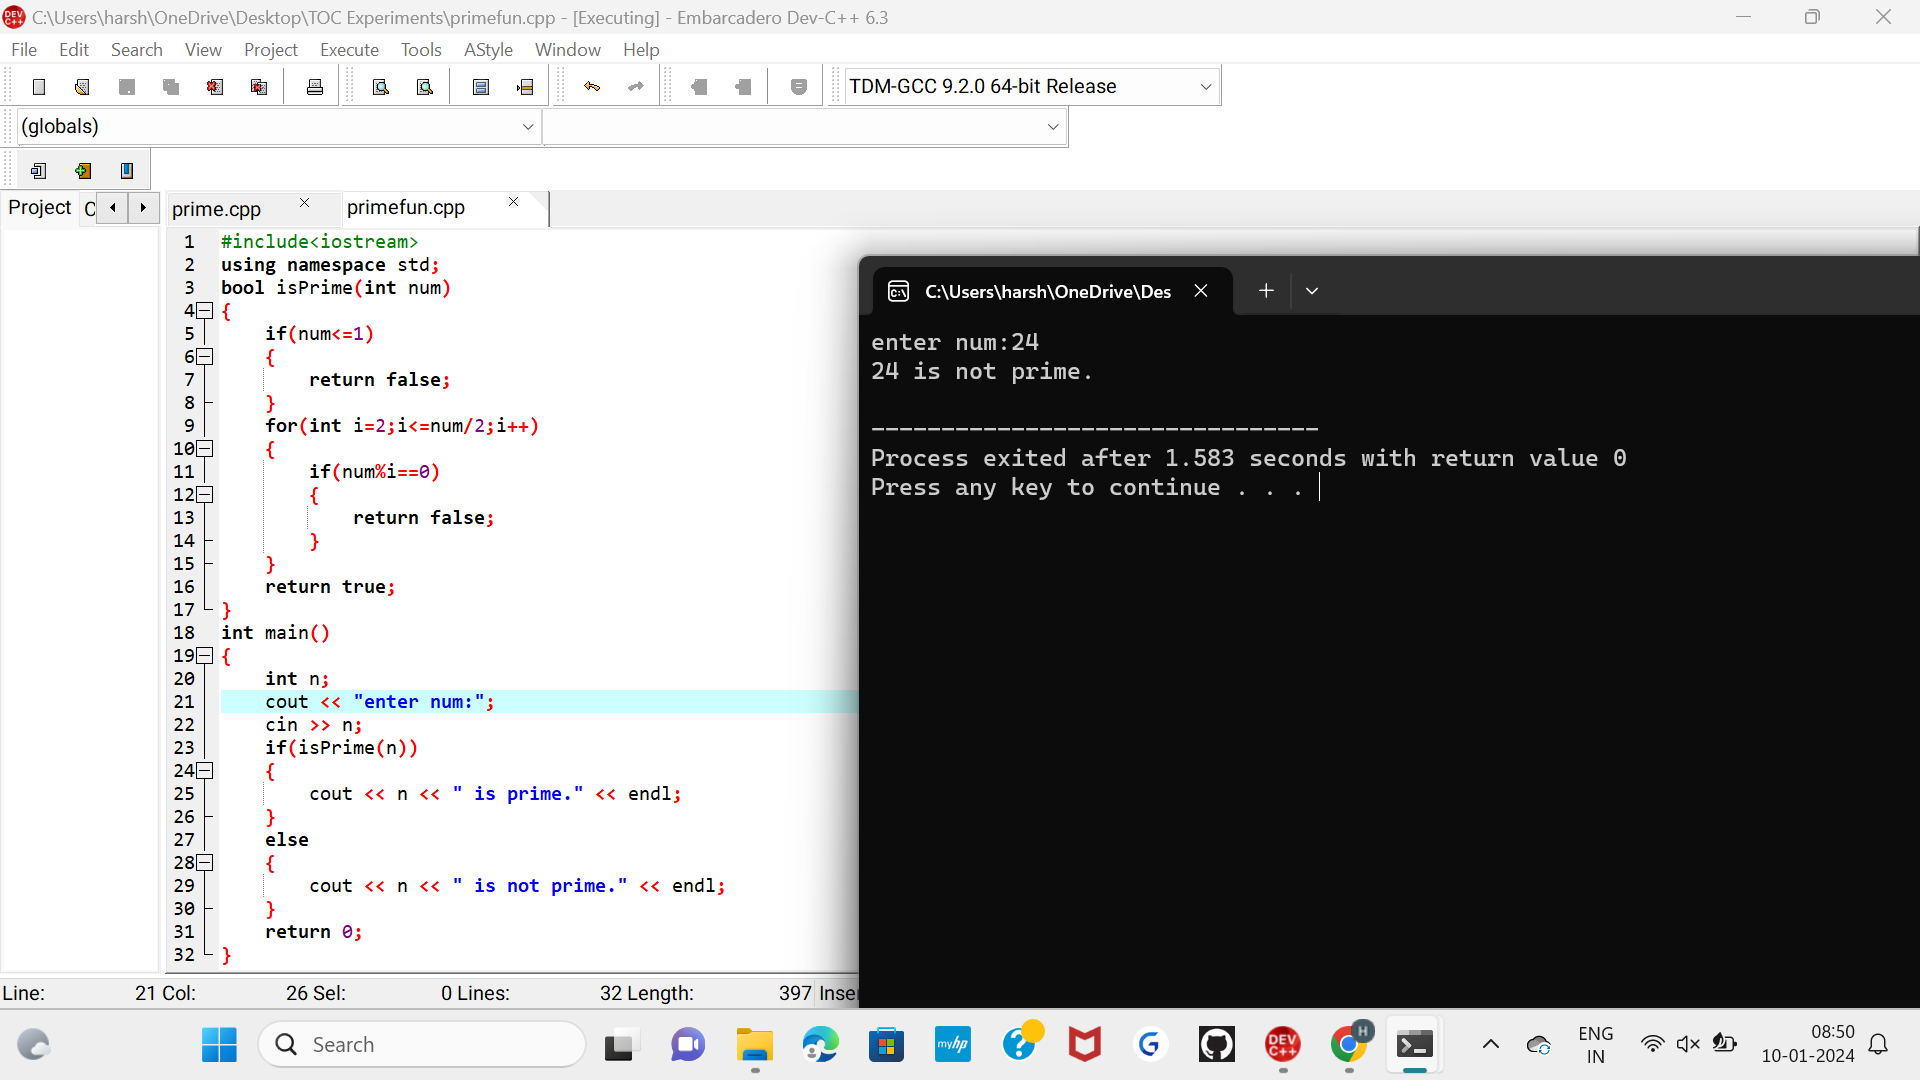 C:\Users\harsh\OneDrive\Desktop\TOC Experiments\primefun.cpp - [Executing] - Embarcadero Dev-C++ 6.3
File Edit Search View Project Execute Tools AStyle Window Help
TDM-GCC 9.2.0 64-bit Release
(globals)
Project C prime.cpp primefun.cpp
1 #include<iostream>
2 using namespace std;
3 bool isPrime(int num)
4 {
5 if(num<=1)
6 {
7 return false;
8 }
9 for(int i=2;i<=num/2;i++)
10 {
11 if(num%i==0)
12 {
13 return false;
14 }
15 }
16 return true;
17 }
18 int main()
19 {
20 int n;
21 cout << "enter num:";
22 cin >> n;
23 if(isPrime(n))
24 {
25 cout << n << " is prime." << endl;
26 }
27 else
28 {
29 cout << n << " is not prime." << endl;
30 }
31 return 0;
32 }
C:\Users\harsh\OneDrive\Des
enter num:24
24 is not prime.
--------------------------------
Process exited after 1.583 seconds with return value 0
Press any key to continue . . .
Line: 21 Col: 26 Sel: 0 Lines: 32 Length: 397 Inse
Search
myhp
DEV C++
H
ENG
IN
08:50
10-01-2024